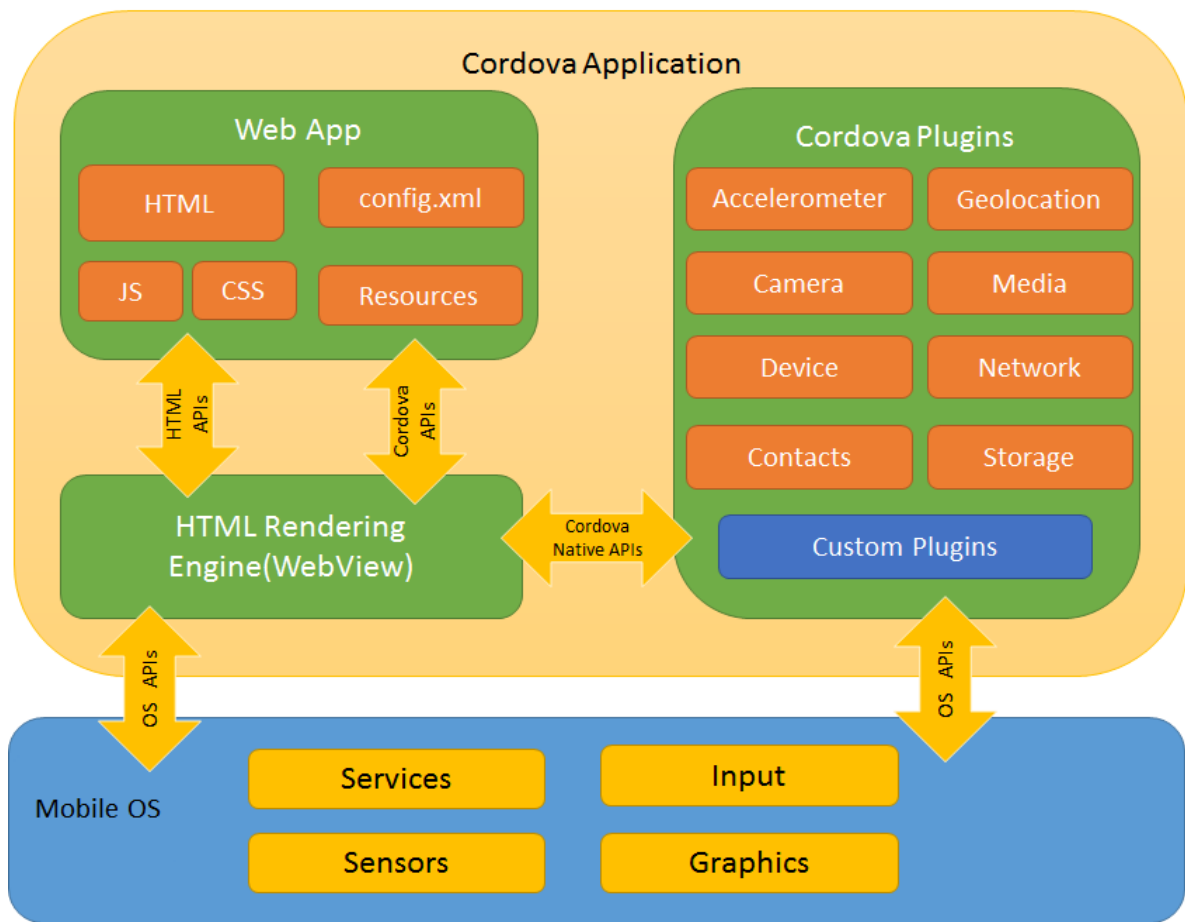 Cordova Application
Web App
HTML
config.xml
JS
CSS
Resources
HTML
APIs
Cordova
APIs
HTML Rendering
Engine(WebView)
Cordova
Native APIs
Cordova Plugins
Accelerometer
Geolocation
Camera
Media
Device
Network
Contacts
Storage
Custom Plugins
OS APIs
OS APIs
Mobile OS
Services
Input
Sensors
Graphics